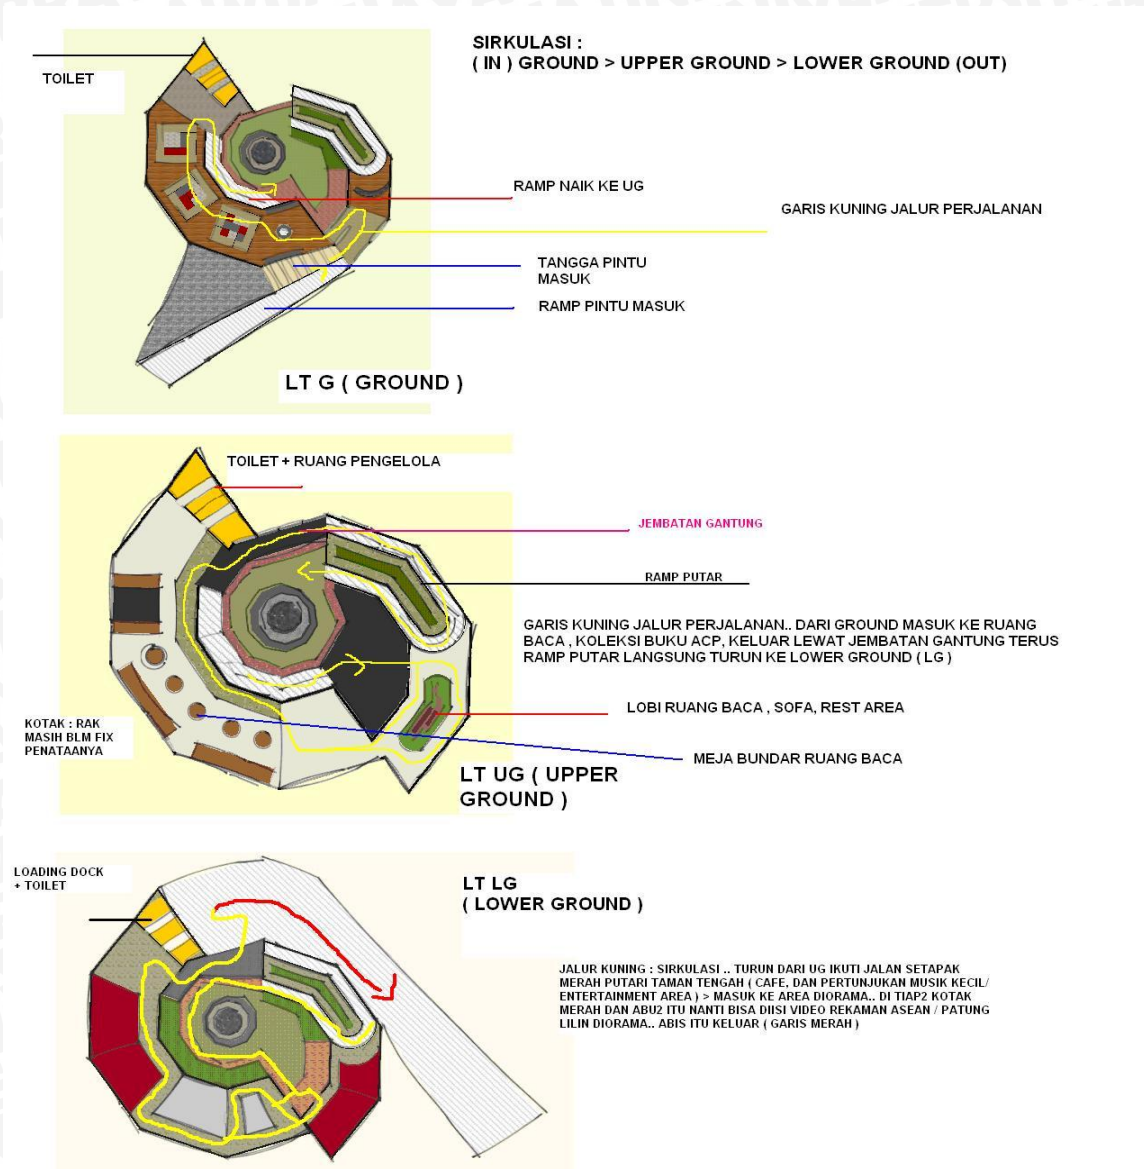 SIRKULASI :
( IN ) GROUND > UPPER GROUND > LOWER GROUND (OUT)
TOILET
RAMP NAIK KE UG
GARIS KUNING JALUR PERJALANAN
TANGGA PINTU
MASUK
RAMP PINTU MASUK
LT G ( GROUND )
TOILET + RUANG PENGELOLA
JEMBATAN GANTUNG
RAMP PUTAR
GARIS KUNING JALUR PERJALANAN.. DARI GROUND MASUK KE RUANG
BACA , KOLEKSI BUKU ACP, KELUAR LEWAT JEMBATAN GANTUNG TERUS
RAMP PUTAR LANGSUNG TURUN KE LOWER GROUND ( LG )
LOBI RUANG BACA , SOFA, REST AREA
KOTAK : RAK
MASIH BLM FIX
PENATAANYA
MEJA BUNDAR RUANG BACA
LT UG ( UPPER
GROUND )
LOADING DOCK
+ TOILET
LT LG
( LOWER GROUND )
JALUR KUNING : SIRKULASI .. TURUN DARI UG IKUTI JALAN SETAPAK
MERAH PUTARI TAMAN TENGAH ( CAFE, DAN PERTUNJUKAN MUSIK KECIL/
ENTERTAINMENT AREA ) > MASUK KE AREA DIORAMA.. DI TIAP2 KOTAK
MERAH DAN ABU2 ITU NANTI BISA DIISI VIDEO REKAMAN ASEAN / PATUNG
LILIN DIORAMA.. ABIS ITU KELUAR ( GARIS MERAH )